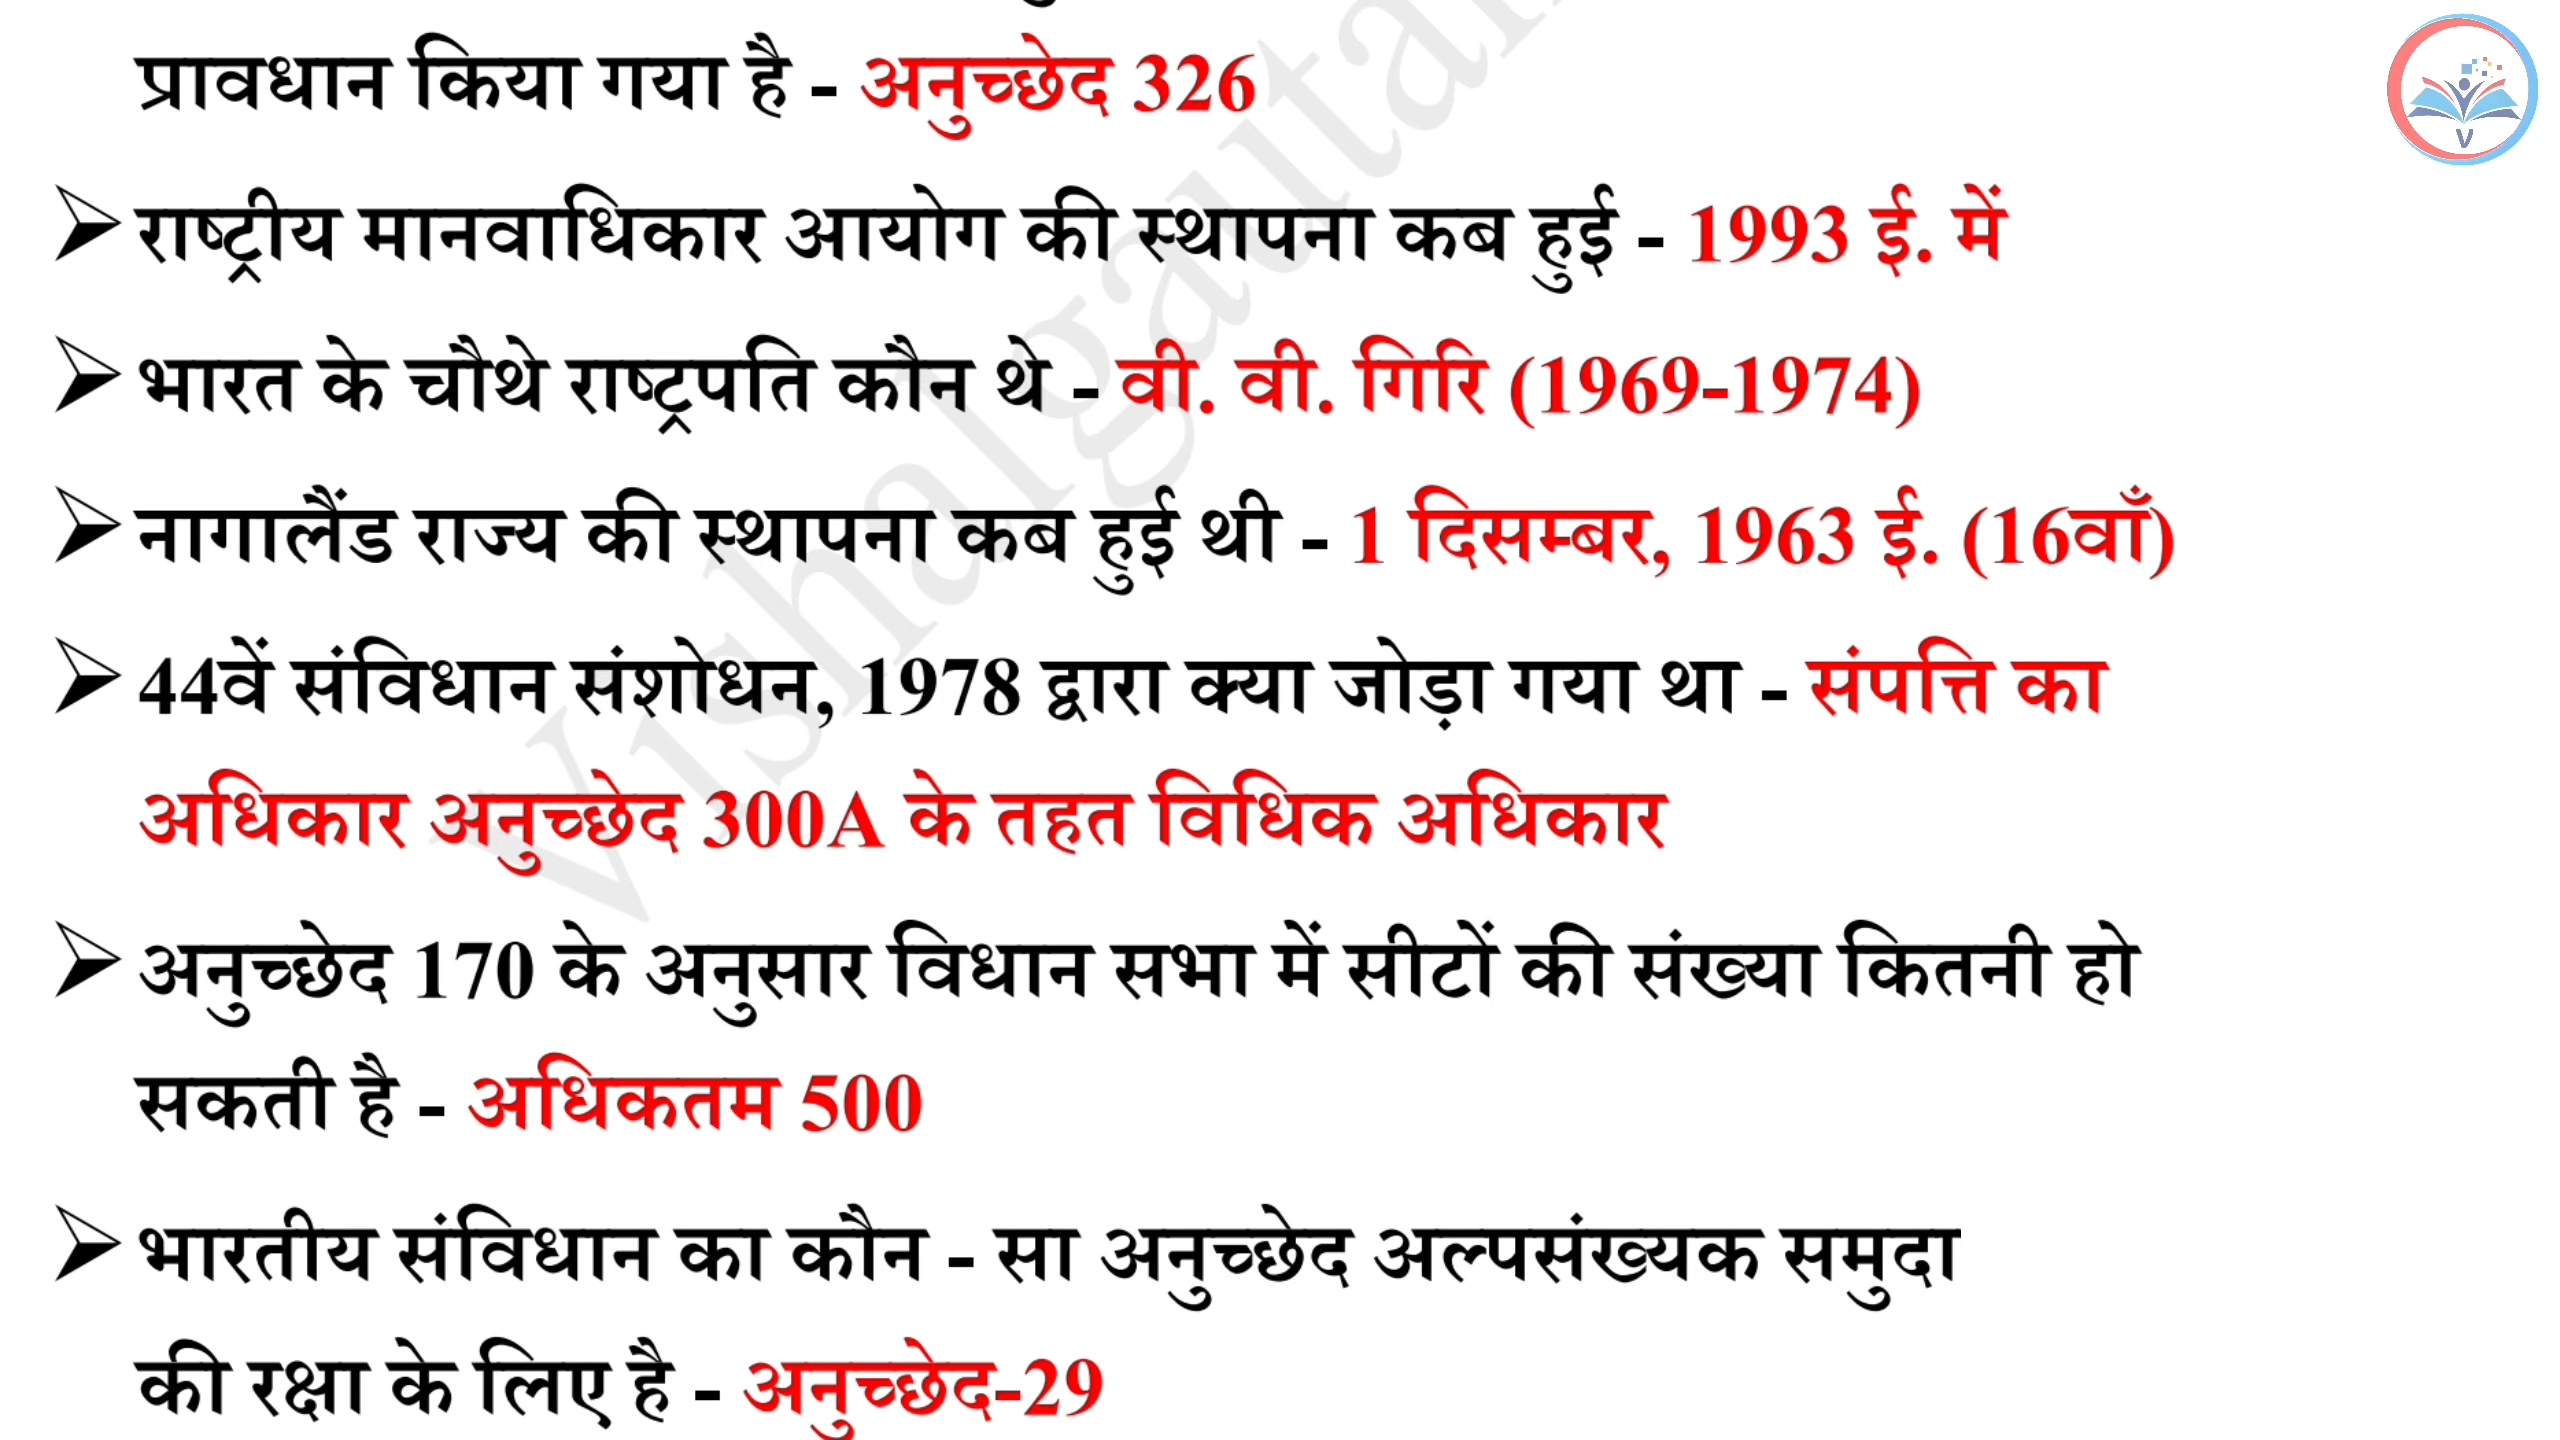 प्रावधान किया गया है - अनुच्छेद 326
राष्ट्रीय मानवाधिकार आयोग की स्थापना कब हुई - 1993 ई. में
भारत के चौथे राष्ट्रपति कौन थे - वी. वी. गिरि (1969-1974)
नागालैंड राज्य की स्थापना कब हुई थी - 1 दिसम्बर, 1963 ई. (16वाँ)
44वें संविधान संशोधन, 1978 द्वारा क्या जोड़ा गया था - संपत्ति का
अधिकार अनुच्छेद 300A के तहत विधिक अधिकार
अनुच्छेद 170 के अनुसार विधान सभा में सीटों की संख्या कितनी हो
सकती है - अधिकतम 500
भारतीय संविधान का कौन - सा अनुच्छेद अल्पसंख्यक समुदा
की रक्षा के लिए है - अनुच्छेद-29
Vishalgauta
V